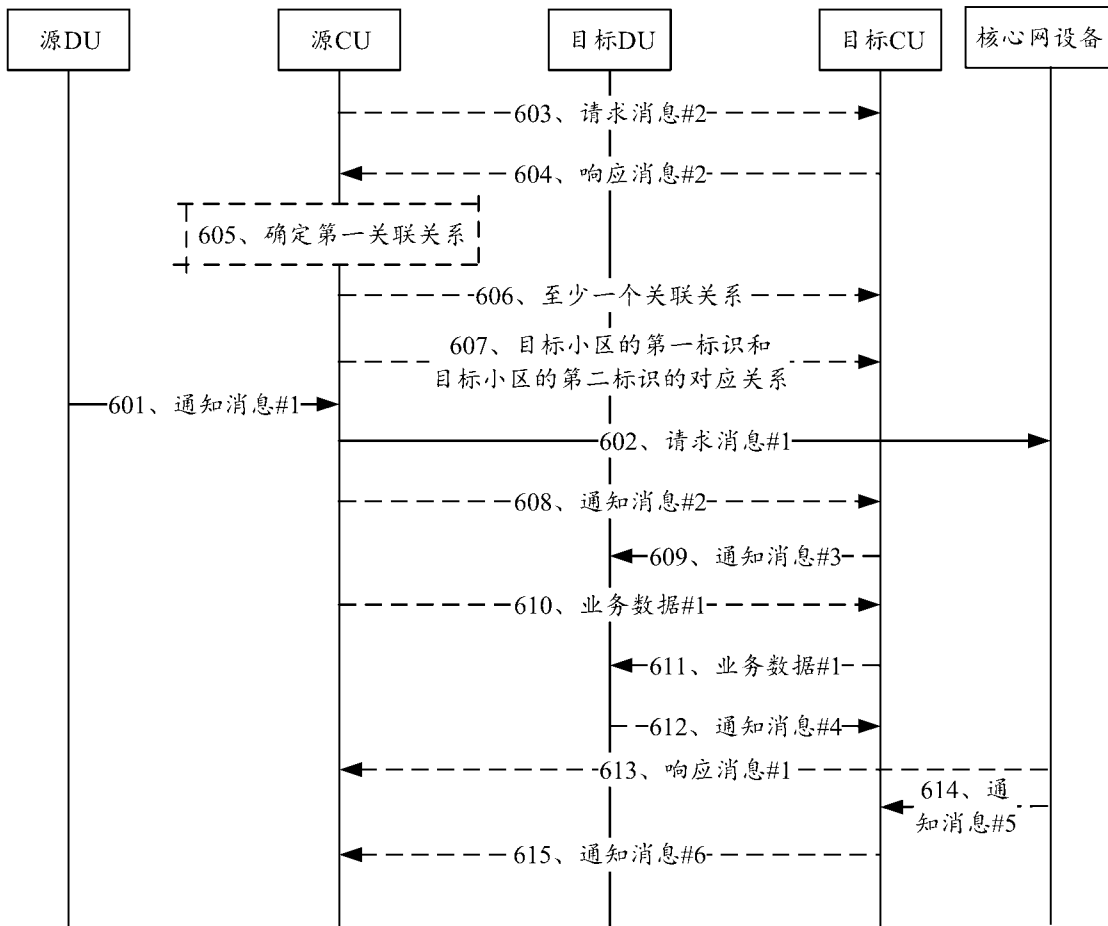 源DU
源CU
目标DU
目标CU
核心网设备
603、请求消息#2
604、响应消息#2
605、确定第一关联关系
606、至少一个关联关系
607、目标小区的第一标识和
目标小区的第二标识的对应关系
601、通知消息#1
602、请求消息#1
608、通知消息#2
609、通知消息#3
610、业务数据#1
611、业务数据#1
612、通知消息#4
613、响应消息#1
614、通
知消息#5
615、通知消息#6